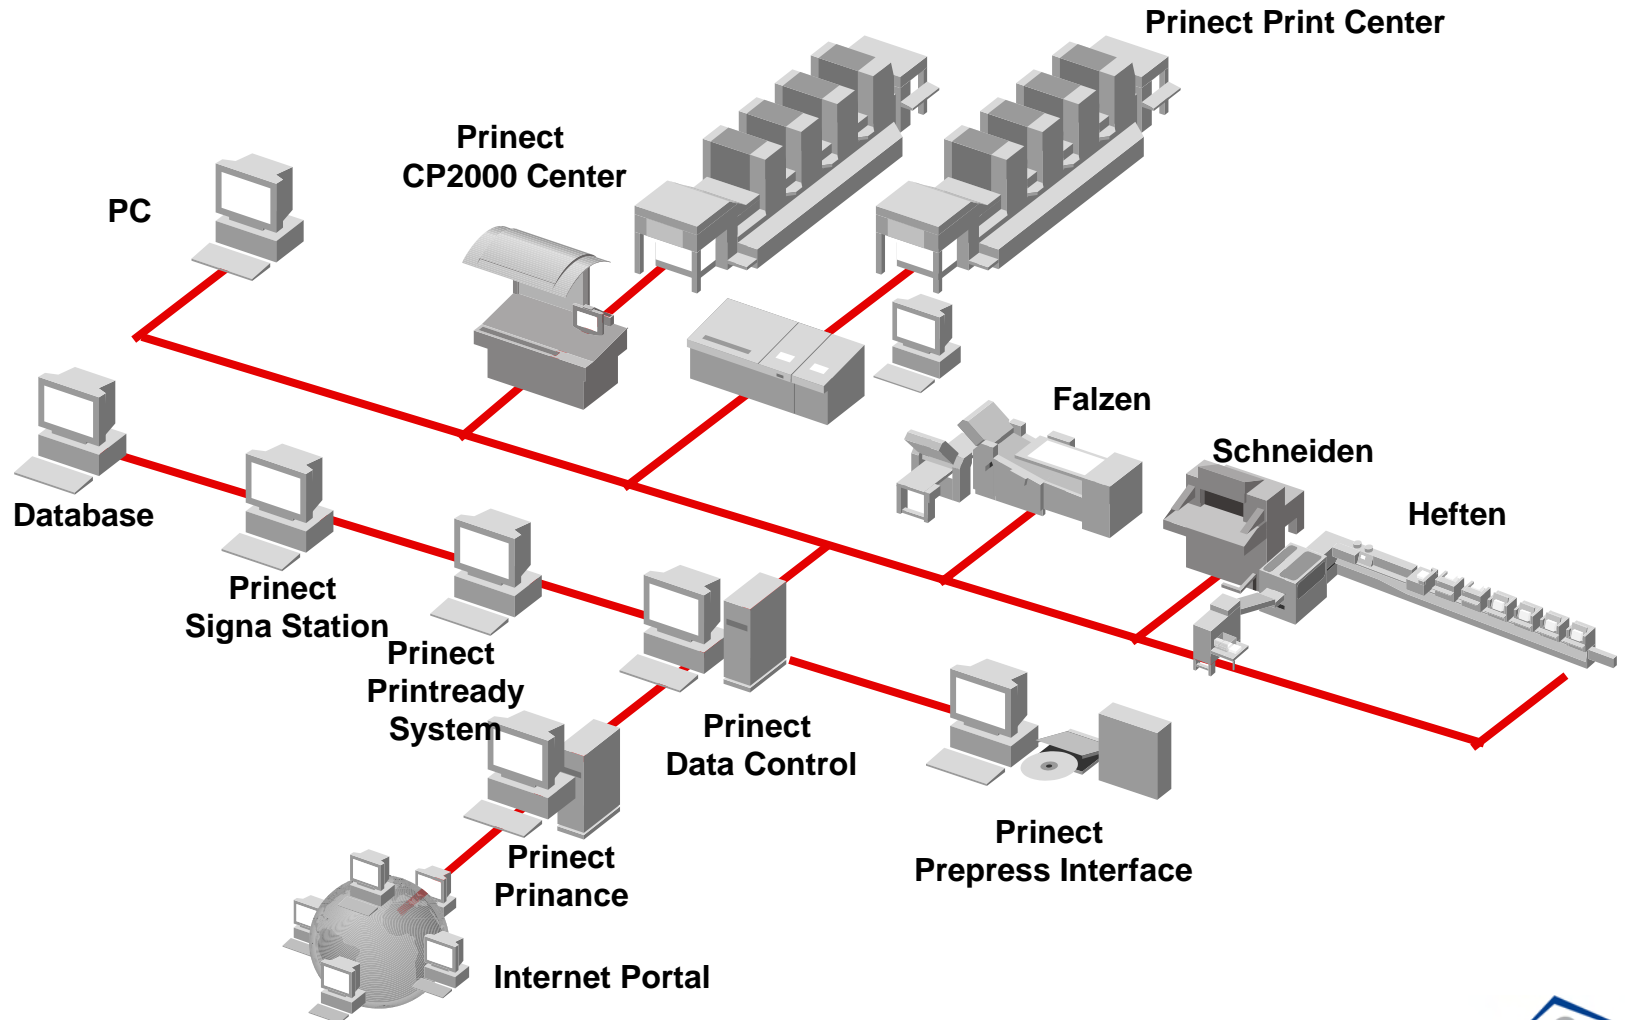 Prinect Print Center
Prinect
CP2000 Center
PC
Falzen
Schneiden
Heften
Database
Prinect
Signa Station
Prinect
Printready
System
Prinect
Data Control
Prinect
Prepress Interface
Prinect
Prinance
Internet Portal